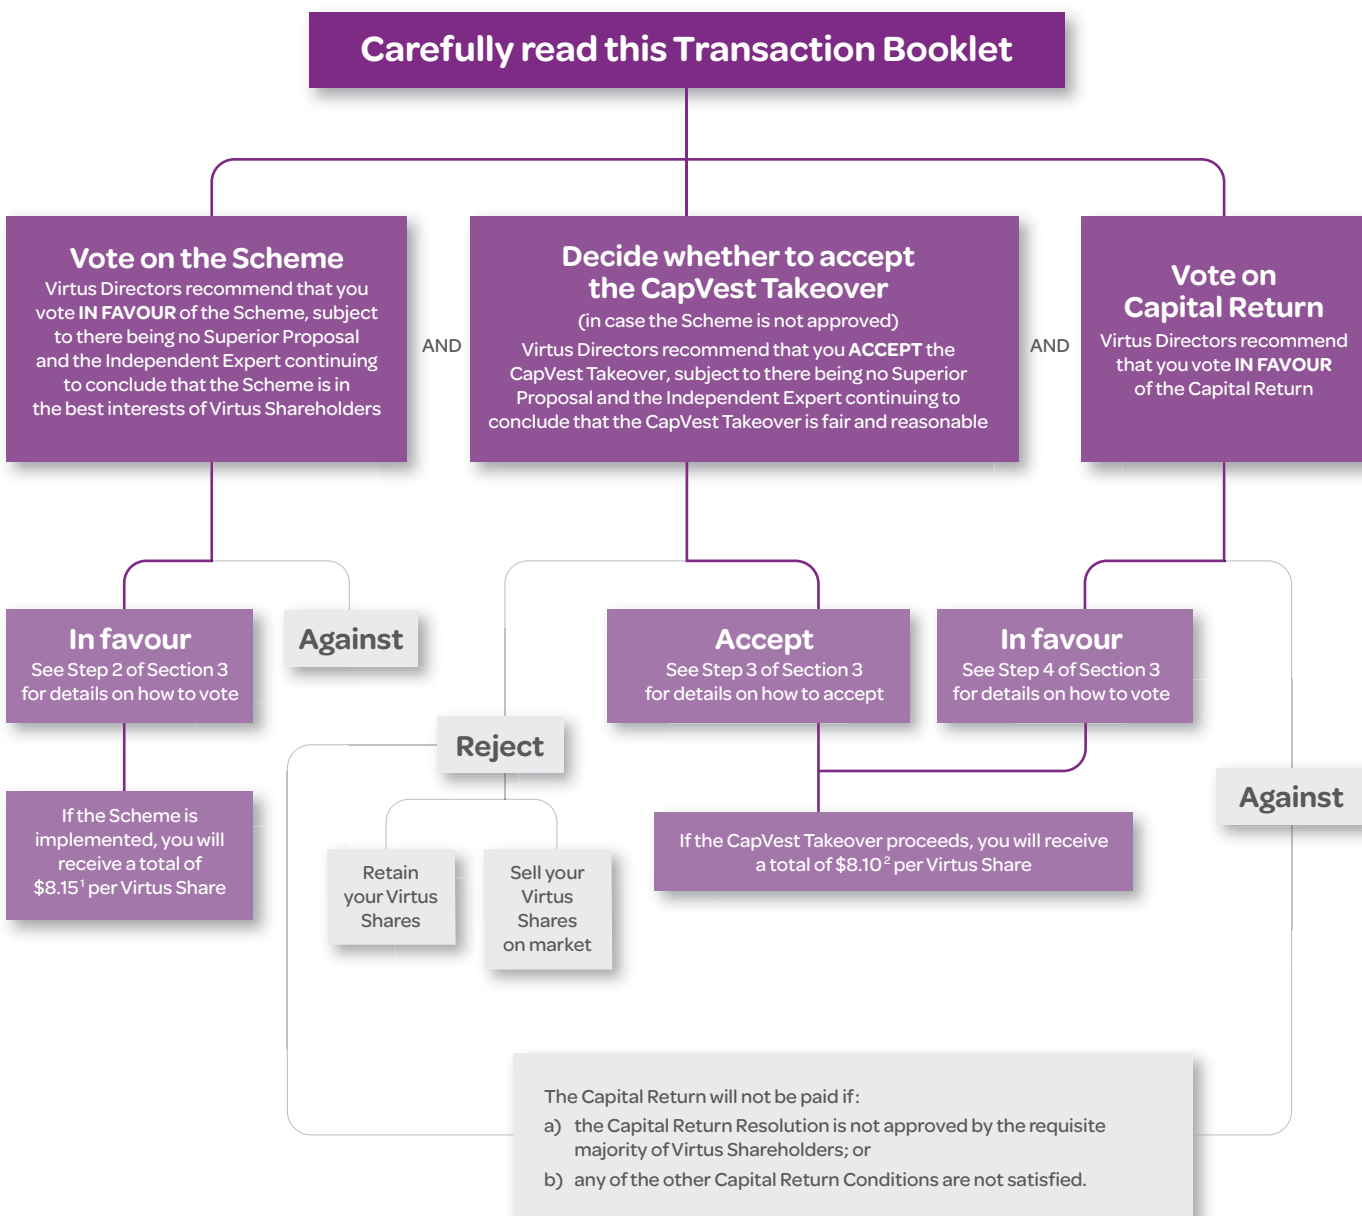 Carefully read this Transaction Booklet
Vote on the Scheme
Virtus Directors recommend that you
vote IN FAVOUR of the Scheme, subject
to there being no Superior Proposal
and the Independent Expert continuing
to conclude that the Scheme is in
the best interests of Virtus Shareholders
AND
Decide whether to accept
the CapVest Takeover
(in case the Scheme is not approved)
Virtus Directors recommend that you ACCEPT the
CapVest Takeover, subject to there being no Superior
Proposal and the Independent Expert continuing to
conclude that the CapVest Takeover is fair and reasonable
AND
Vote on
Capital Return
Virtus Directors recommend
that you vote IN FAVOUR
of the Capital Return
In favour
See Step 2 of Section 3
for details on how to vote
Against
Accept
See Step 3 of Section 3
for details on how to accept
In favour
See Step 4 of Section 3
for details on how to vote
Reject
Against
If the Scheme is
implemented, you will
receive a total of
$8.15¹ per Virtus Share
Retain
your Virtus
Shares
Sell your
Virtus
Shares
on market
If the CapVest Takeover proceeds, you will receive
a total of $8.10² per Virtus Share
The Capital Return will not be paid if:
a) the Capital Return Resolution is not approved by the requisite
majority of Virtus Shareholders; or
b) any of the other Capital Return Conditions are not satisfied.